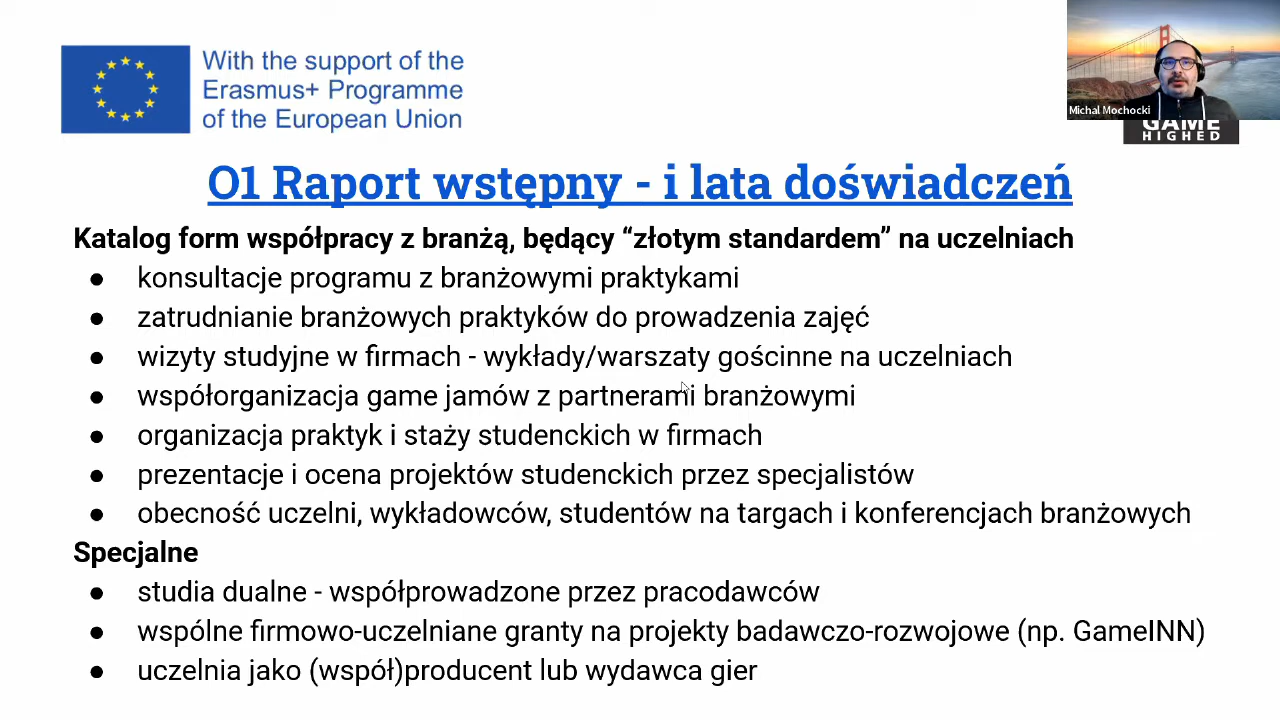 With the support of the
Erasmus+ Programme
of the European Union
Michal Mochocki
GAME
HIGHED
O1 Raport wstępny - i lata doświadczeń
Katalog form współpracy z branżą, będący “złotym standardem” na uczelniach
● konsultacje programu z branżowymi praktykami
● zatrudnianie branżowych praktyków do prowadzenia zajęć
● wizyty studyjne w firmach - wykłady/warszaty gościnne na uczelniach
● współorganizacja game jamów z partnerami branżowymi
● organizacja praktyk i staży studenckich w firmach
● prezentacje i ocena projektów studenckich przez specjalistów
● obecność uczelni, wykładowców, studentów na targach i konferencjach branżowych
Specjalne
● studia dualne - współprowadzone przez pracodawców
● wspólne firmowo-uczelniane granty na projekty badawczo-rozwojowe (np. GameINN)
● uczelnia jako (współ)producent lub wydawca gier